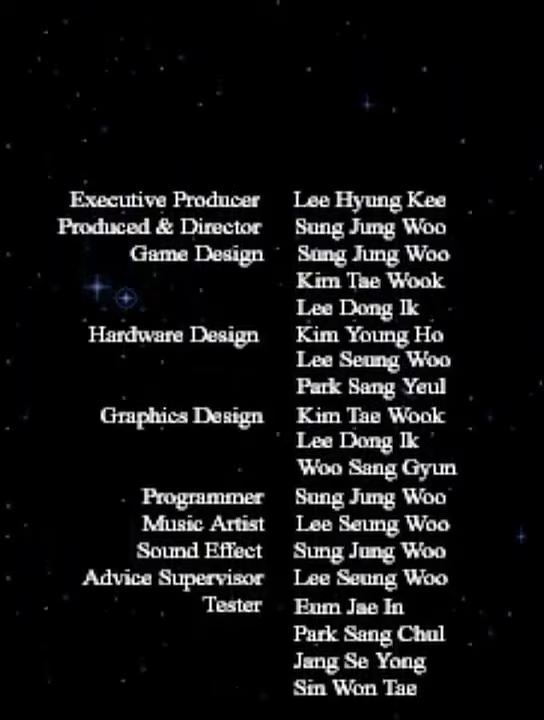 Executive Producer Lee Hyung Kee
Produced & Director Sung Jung Woo
Game Design Sung Jung Woo
Kim Tae Wook
Lee Dong Ik
Hardware Design Kim Young Ho
Lee Seung Woo
Park Sang Yeul
Graphics Design Kim Tae Wook
Lee Dong Ik
Woo Sang Gyun
Programmer Sung Jung Woo
Music Artist Lee Seung Woo
Sound Effect Sung Jung Woo
Advice Supervisor Lee Seung Woo
Tester Eum Jae In
Park Sang Chul
Jang Se Yong
Sin Won Tae